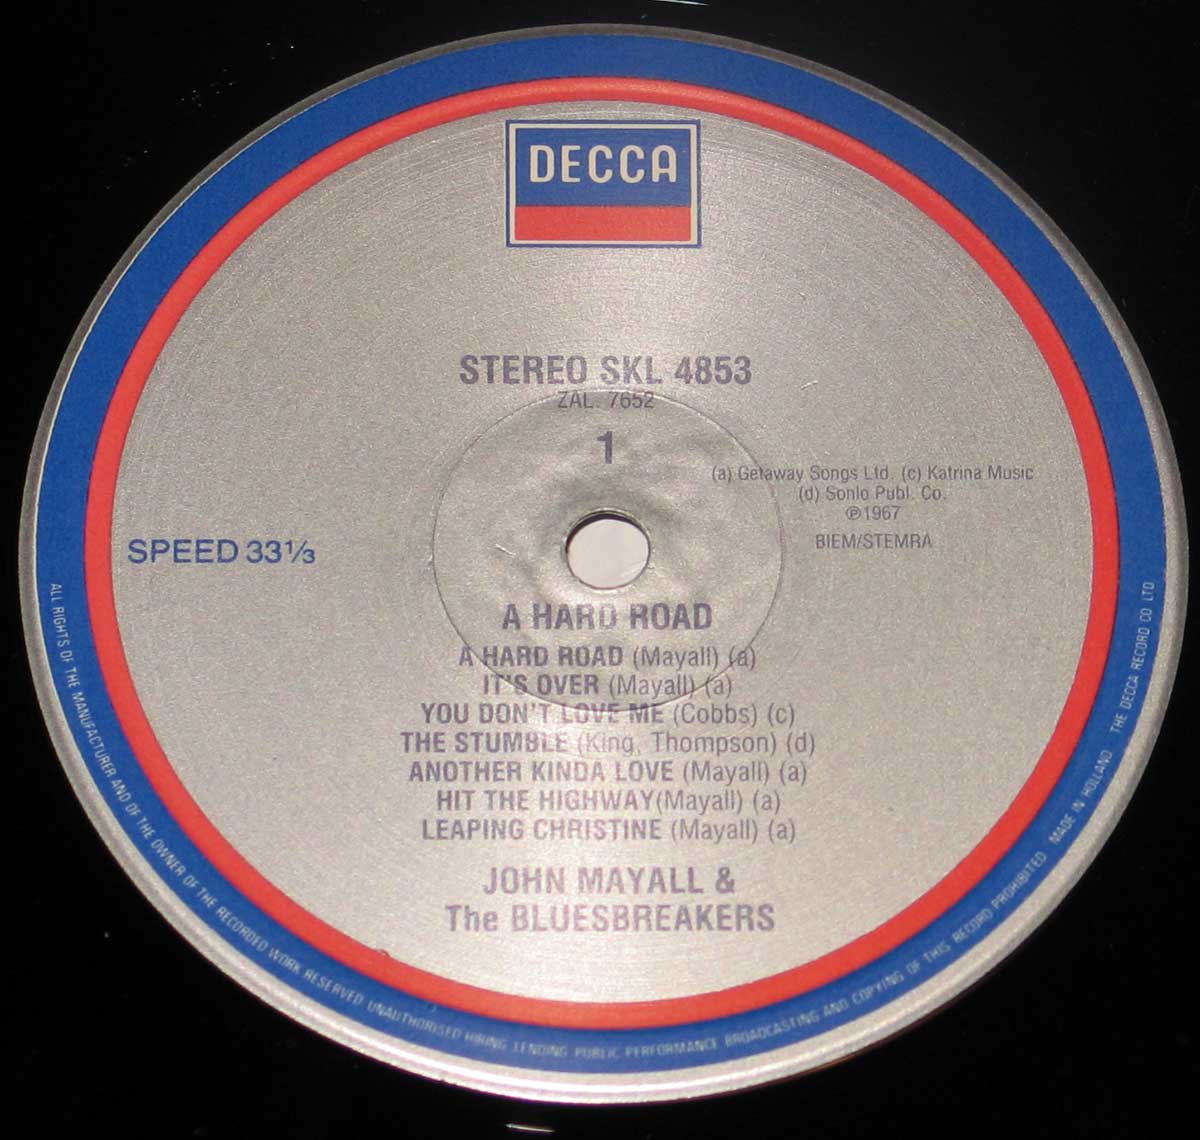 DECCA
STEREO SKL 4853
ZAL. 7652
1
(a) Getaway Songs Ltd. (c) Katrina Music
(d) Sonlo Publ. Co.
℗1967
BIEM/STEMRA
SPEED 33⅓
A HARD ROAD
A HARD ROAD (Mayall) (a)
IT'S OVER (Mayall) (a)
YOU DON'T LOVE ME (Cobbs) (c)
THE STUMBLE (King, Thompson) (d)
ANOTHER KINDA LOVE (Mayall) (a)
HIT THE HIGHWAY(Mayall) (a)
LEAPING CHRISTINE (Mayall) (a)
JOHN MAYALL &
The BLUESBREAKERS
ALL RIGHTS OF THE MANUFACTURER AND OF THE OWNER OF THE RECORDED WORK RESERVED UNAUTHORISED HIRING LENDING PUBLIC PERFORMANCE BROADCASTING AND COPYING OF THIS RECORD PROHIBITED MADE IN HOLLAND THE DECCA RECORD CO LTD